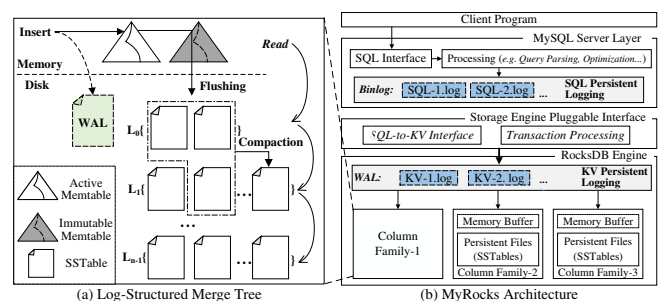 Insert
Read
Memory
Disk
Flushing
WAL
L0{
}
Compaction
L1{
...
}
...
Ln-1{
}
Active
Memtable
Immutable
Memtable
SSTable
(a) Log-Structured Merge Tree
Client Program
MySQL Server Layer
SQL Interface
Processing (e.g. Query Parsing, Optimization...)
Binlog: SQL-1.log SQL-2.log ... SQL Persistent
Logging
Storage Engine Pluggable Interface
SQL-to-KV Interface
Transaction Processing
RocksDB Engine
WAL: KV-1.log KV-2. log ... KV Persistent
Logging
Column
Family-1
Memory Buffer
Persistent Files
(SSTables)
Column Family-2
Memory Buffer
Persistent Files
(SSTables)
Column Family-3
(b) MyRocks Architecture